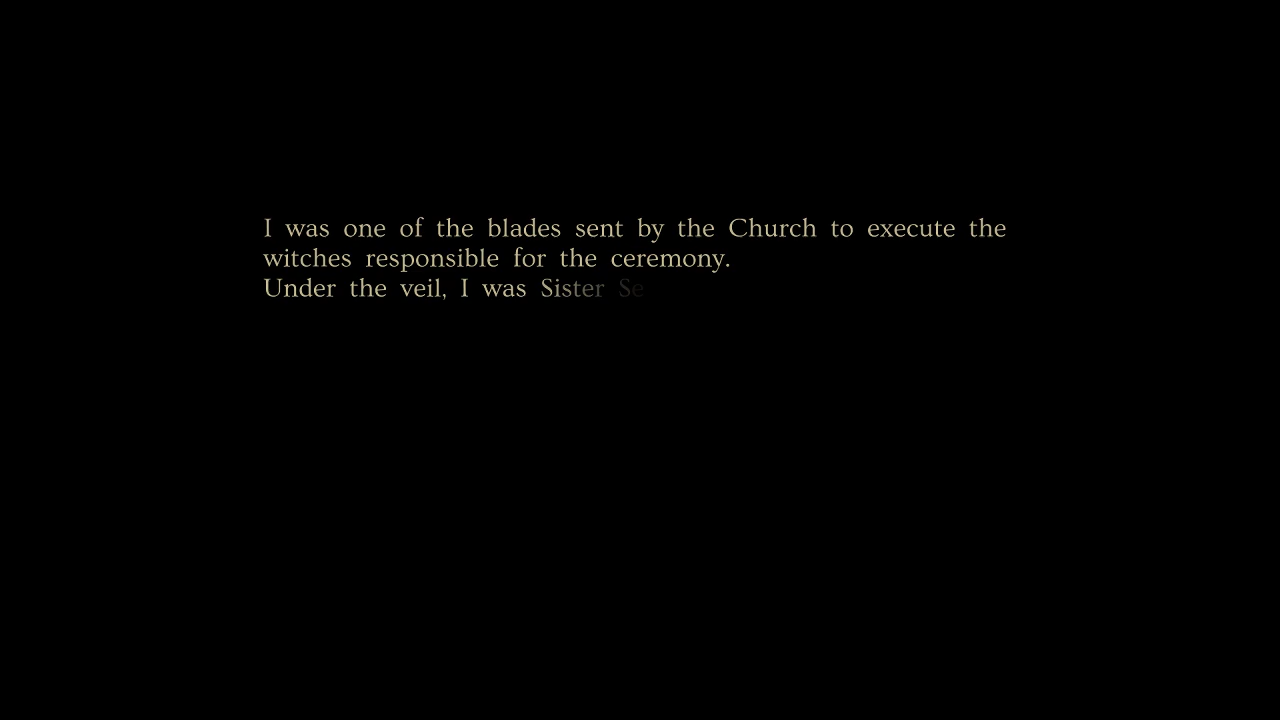 I was one of the blades sent by the Church to execute the
witches responsible for the ceremony.
Under the veil, I was Sister Se